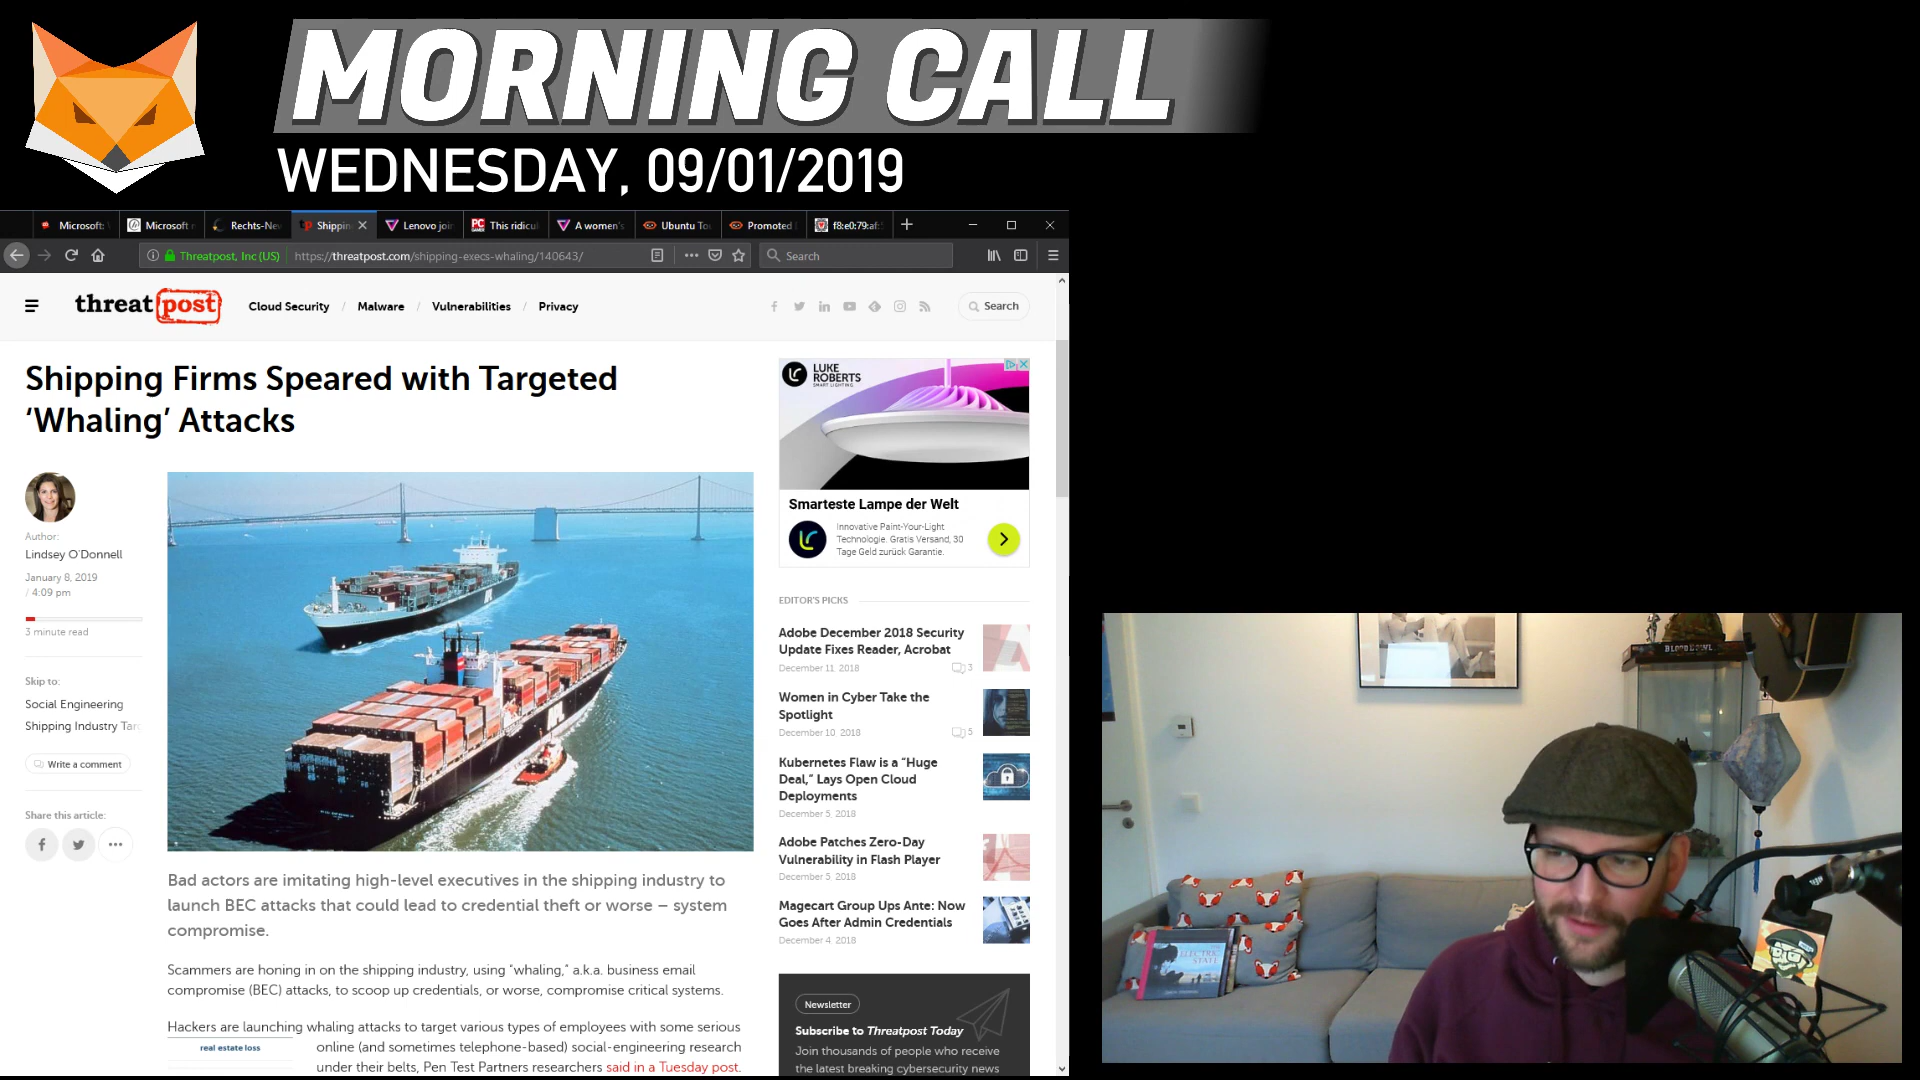 MORNING CALL
WEDNESDAY, 09/01/2019
Microsoft:
Microsoft
Rechts-Ne
Shippin
Lenovo join
This ridicu
A women's
Ubuntu To
Promoted
f8:e0:79:af:
Threatpost, Inc (US)
https://threatpost.com/shipping-execs-whaling/140643/
Search
threatpost
Cloud Security / Malware / Vulnerabilities / Privacy
Search
Shipping Firms Speared with Targeted
‘Whaling’ Attacks
Author:
Lindsey O'Donnell
January 8, 2019
/ 4:09 pm
3 minute read
Skip to:
Social Engineering
Shipping Industry Tar
Write a comment
Share this article:
Bad actors are imitating high-level executives in the shipping industry to
launch BEC attacks that could lead to credential theft or worse – system
compromise.
Scammers are honing in on the shipping industry, using “whaling,” a.k.a. business email
compromise (BEC) attacks, to scoop up credentials, or worse, compromise critical systems.
Hackers are launching whaling attacks to target various types of employees with some serious
real estate loss
online (and sometimes telephone-based) social-engineering research
under their belts, Pen Test Partners researchers said in a Tuesday post.
LUKE
ROBERTS
SMART LIGHTING
Smarteste Lampe der Welt
Innovative Paint-Your-Light
Technologie. Gratis Versand, 30
Tage Geld zurück Garantie.
EDITOR'S PICKS
Adobe December 2018 Security
Update Fixes Reader, Acrobat
December 11, 2018
3
Women in Cyber Take the
Spotlight
December 10, 2018
5
Kubernetes Flaw is a “Huge
Deal,” Lays Open Cloud
Deployments
December 5, 2018
Adobe Patches Zero-Day
Vulnerability in Flash Player
December 5, 2018
Magecart Group Ups Ante: Now
Goes After Admin Credentials
December 4, 2018
Newsletter
Subscribe to Threatpost Today
Join thousands of people who receive
the latest breaking cybersecurity news
BLOOD BOWL
ELECTRIC
STATE